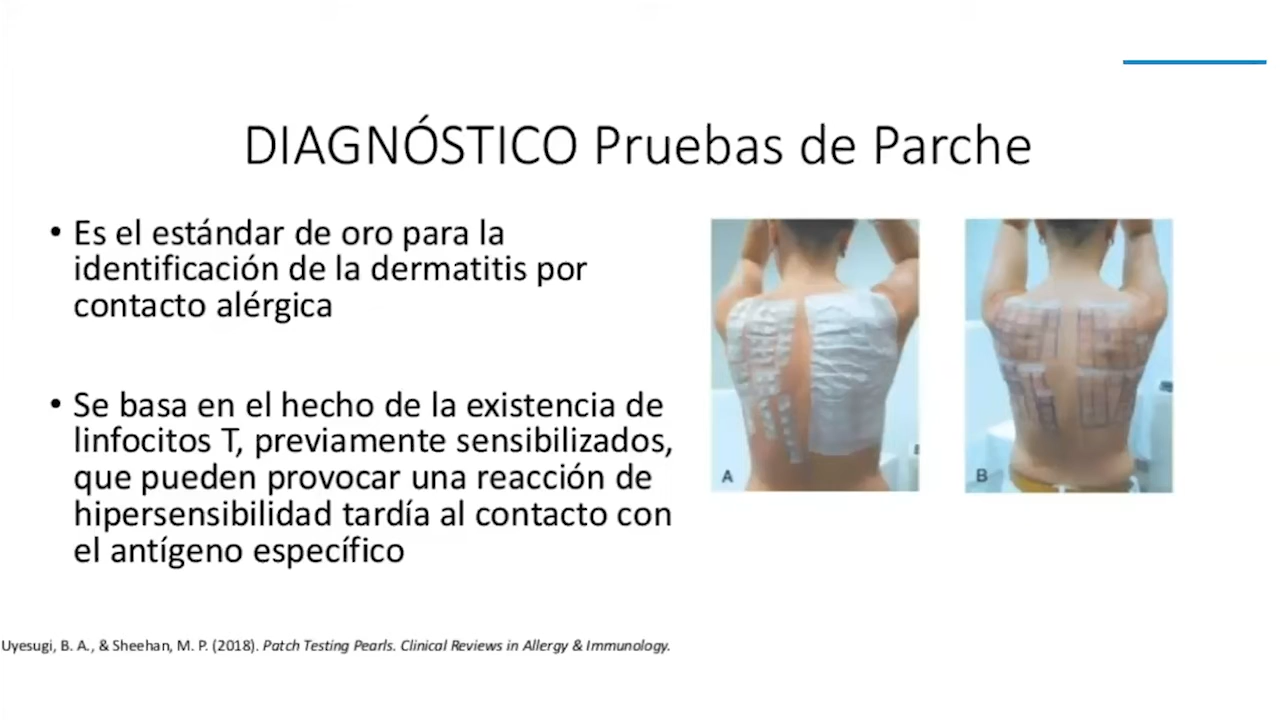 DIAGNÓSTICO Pruebas de Parche
• Es el estándar de oro para la
identificación de la dermatitis por
contacto alérgica
• Se basa en el hecho de la existencia de
linfocitos T, previamente sensibilizados,
que pueden provocar una reacción de
hipersensibilidad tardía al contacto con
el antígeno específico
A
B
Uyesugi, B. A., & Sheehan, M. P. (2018). Patch Testing Pearls. Clinical Reviews in Allergy & Immunology.